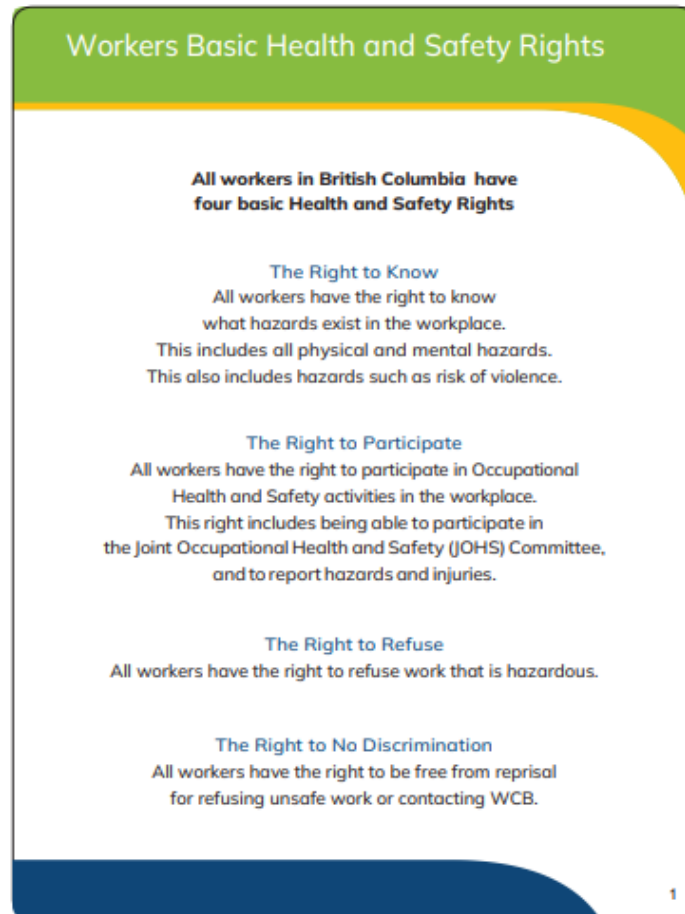 Workers Basic Health and Safety Rights
All workers in British Columbia have
four basic Health and Safety Rights
The Right to Know
All workers have the right to know
what hazards exist in the workplace.
This includes all physical and mental hazards.
This also includes hazards such as risk of violence.
The Right to Participate
All workers have the right to participate in Occupational
Health and Safety activities in the workplace.
This right includes being able to participate in
the Joint Occupational Health and Safety (JOHS) Committee,
and to report hazards and injuries.
The Right to Refuse
All workers have the right to refuse work that is hazardous.
The Right to No Discrimination
All workers have the right to be free from reprisal
for refusing unsafe work or contacting WCB.
1